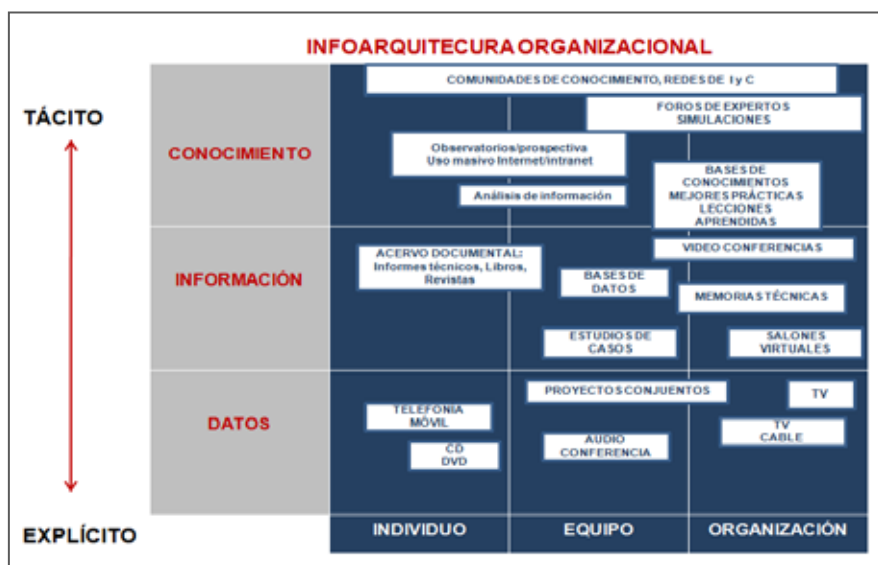 INFOARQUITECTURA ORGANIZACIONAL
COMUNIDADES DE CONOCIMIENTO, REDES DE I y C
TÁCITO
FOROS DE EXPERTOS
SIMULACIONES
CONOCIMIENTO
Observatorios/prospectiva
Uso masivo Internet/intranet
BASES DE
CONOCIMIENTOS
MEJORES PRÁCTICAS
LECCIONES
APRENDIDAS
Análisis de información
INFORMACIÓN
ACERVO DOCUMENTAL:
Informes técnicos, Libros,
Revistas
VIDEO CONFERENCIAS
BASES DE
DATOS
MEMORIAS TÉCNICAS
ESTUDIOS DE
CASOS
SALONES
VIRTUALES
DATOS
PROYECTOS CONJUENTOS
TV
TELEFONIA
MÓVIL
TV
CABLE
CD
DVD
AUDIO
CONFERENCIA
EXPLÍCITO
INDIVIDUO
EQUIPO
ORGANIZACIÓN